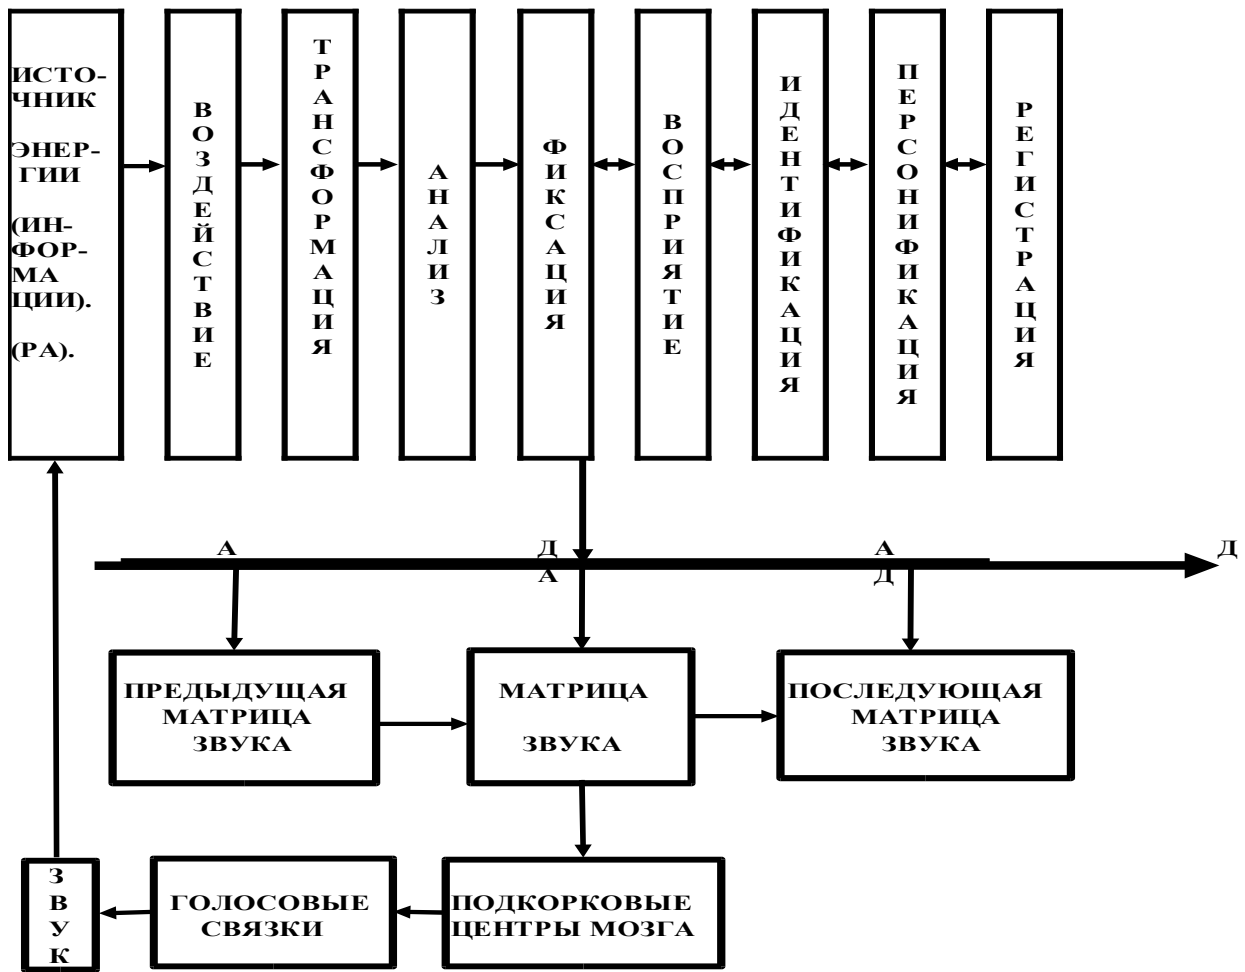 ИСТО-
ЧНИК
ЭНЕР-
ГИИ
(ИН-
ФОР-
МА
ЦИИ).
(РА).
ВОЗДЕЙСТВИЕ
ТРАНСФОРМАЦИЯ
АНАЛИЗ
ФИКСАЦИЯ
ВОСПРИЯТИЕ
ИДЕНТИФИКАЦИЯ
ПЕРСОНИФИКАЦИЯ
РЕГИСТРАЦИЯ
А Д А Д
А Д
ПРЕДЫДУЩАЯ
МАТРИЦА
ЗВУКА
МАТРИЦА
ЗВУКА
ПОСЛЕДУЮЩАЯ
МАТРИЦА
ЗВУКА
ЗВУК
ГОЛОСОВЫЕ
СВЯЗКИ
ПОДКОРКОВЫЕ
ЦЕНТРЫ МОЗГА